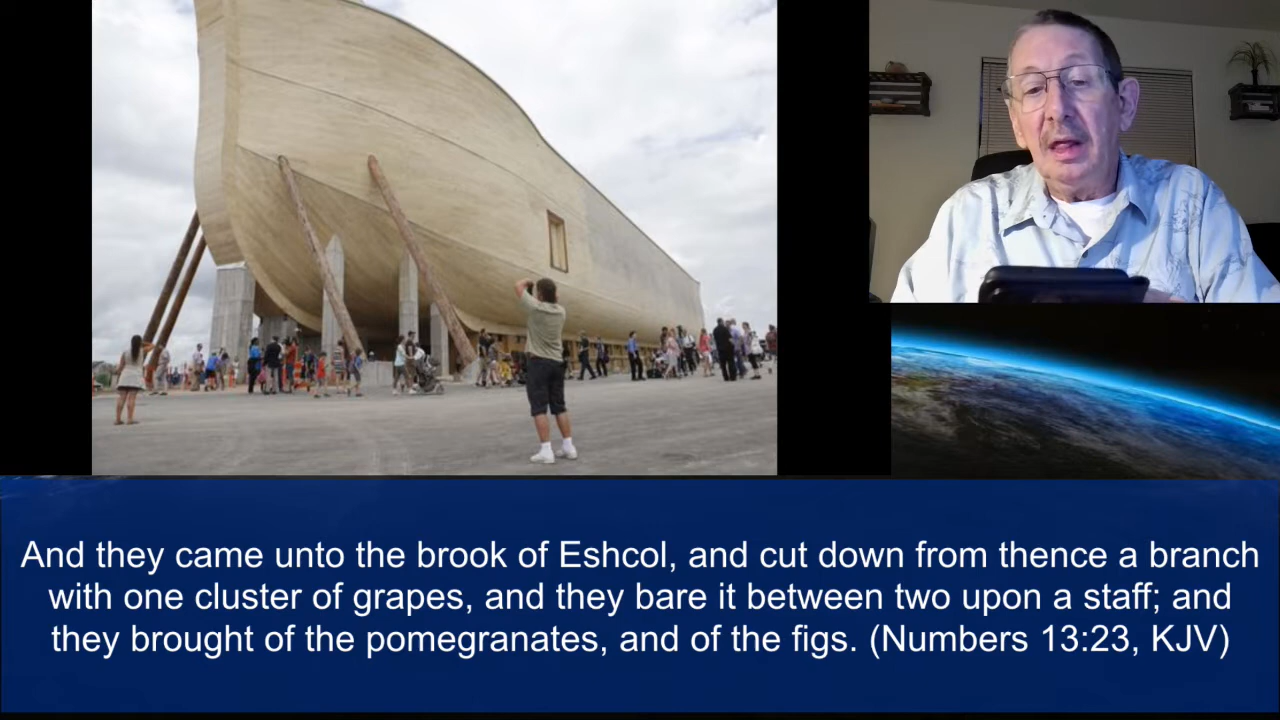 And they came unto the brook of Eshcol, and cut down from thence a branch
with one cluster of grapes, and they bare it between two upon a staff; and
they brought of the pomegranates, and of the figs. (Numbers 13:23, KJV)